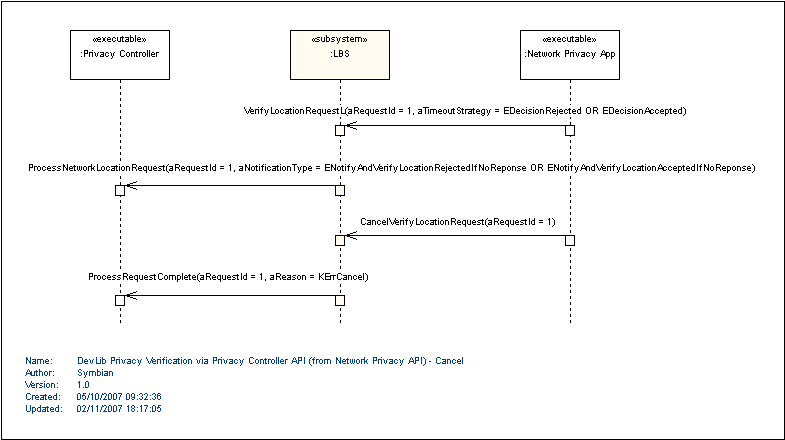 «executable» «subsystem» «executable»
:Privacy Controller :LBS :Network Privacy App
VerifyLocationRequestL(aRequestId = 1, aTimeoutStrategy = EDecisionRejected OR EDecisionAccepted)
ProcessNetworkLocationRequest(aRequestId = 1, aNotificationType = ENotifyAndVerifyLocationRejectedIfNoReponse OR ENotifyAndVerifyLocationAcceptedIfNoReponse)
CancelVerifyLocationRequest(aRequestId = 1)
ProcessRequestComplete(aRequestId = 1, aReason = KErrCancel)
Name: DevLib Privacy Verification via Privacy Controller API (from Network Privacy API) - Cancel
Author: Symbian
Version: 1.0
Created: 05/10/2007 09:32:36
Updated: 02/11/2007 18:17:05